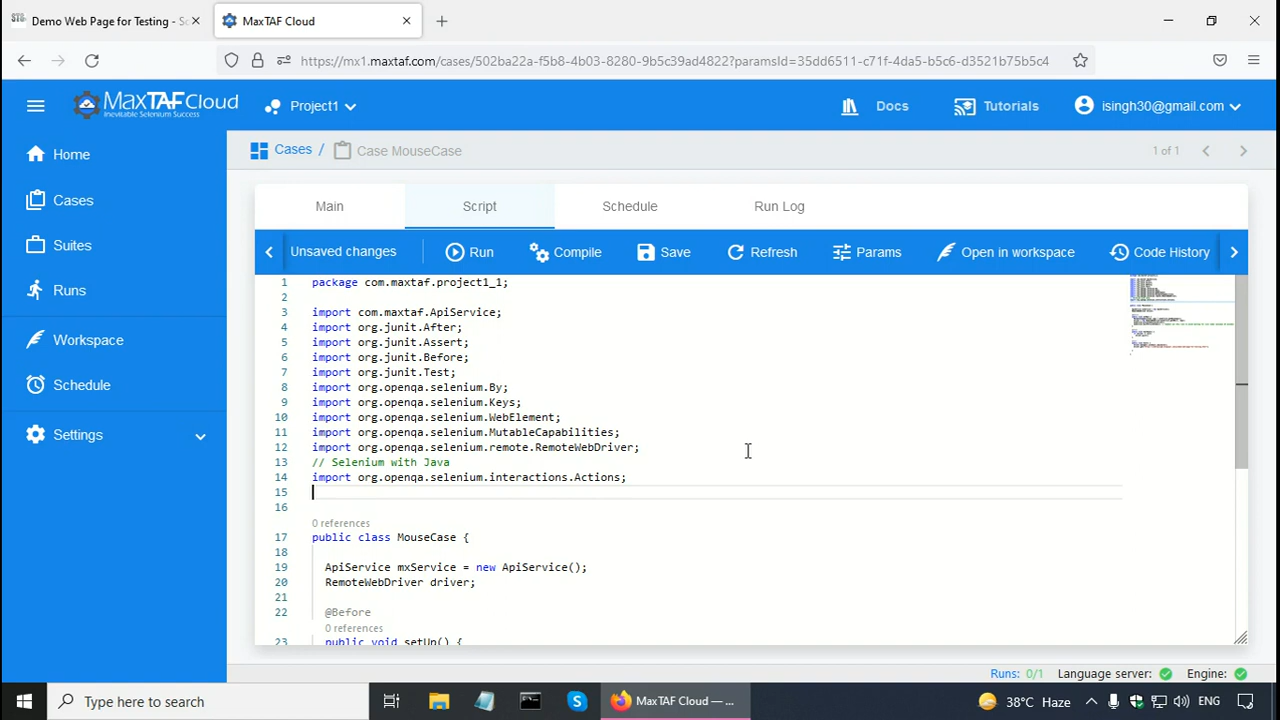 Demo Web Page for Testing - Sc
MaxTAF Cloud
https://mx1.maxtaf.com/cases/502ba22a-f5f8-4b03-8280-9b5c39ad4822?paramsId=35dd6511-c71f-4da5-b5c6-d3521b75b5c4
MaxTAFCloud
Inevitable Selenium Success
Project1
Docs
Tutorials
isingh30@gmail.com
Home
Cases
Suites
Runs
Workspace
Schedule
Settings
Cases / Case MouseCase
1 of 1
Main
Script
Schedule
Run Log
Unsaved changes
Run
Compile
Save
Refresh
Params
Open in workspace
Code History
1 package com.maxtaf.project1_1;
2
3 import com.maxtaf.ApiService;
4 import org.junit.After;
5 import org.junit.Assert;
6 import org.junit.Before;
7 import org.junit.Test;
8 import org.openqa.selenium.By;
9 import org.openqa.selenium.Keys;
10 import org.openqa.selenium.WebElement;
11 import org.openqa.selenium.MutableCapabilities;
12 import org.openqa.selenium.remote.RemoteWebDriver;
13 // Selenium with Java
14 import org.openqa.selenium.interactions.Actions;
15
16
0 references
17 public class MouseCase {
18
19 ApiService mxService = new ApiService();
20 RemoteWebDriver driver;
21
22 @Before
0 references
23 public void setUp() {
Runs: 0/1 Language server: Engine:
Type here to search
MaxTAF Cloud — ...
38°C Haze
ENG